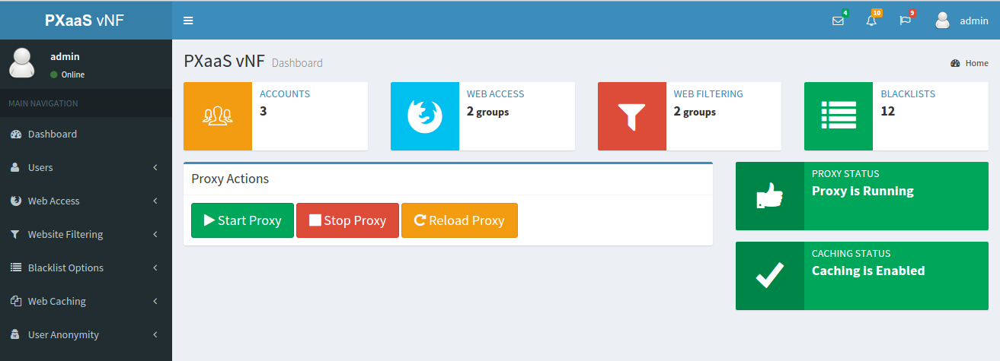 PXaaS vNF
4
10
9
admin
admin
Online
MAIN NAVIGATION
Dashboard
Users
Web Access
Website Filtering
Blacklist Options
Web Caching
User Anonymity
PXaaS vNF Dashboard
Home
ACCOUNTS
3
WEB ACCESS
2 groups
WEB FILTERING
2 groups
BLACKLISTS
12
Proxy Actions
Start Proxy
Stop Proxy
Reload Proxy
PROXY STATUS
Proxy is Running
CACHING STATUS
Caching is Enabled